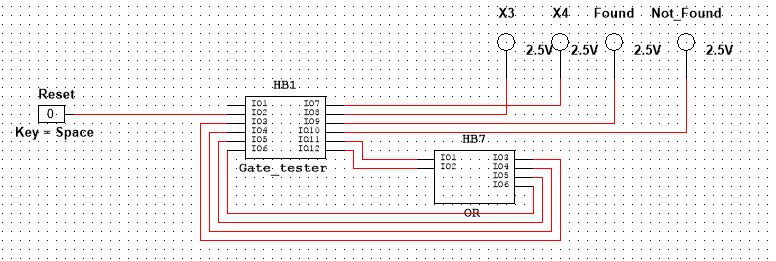 X3 X4 Found Not_Found
2.5V 2.5V 2.5V 2.5V
HB1
Reset
0
Key = Space
IO1 IO7
IO2 IO8
IO3 IO9
IO4 IO10
IO5 IO11
IO6 IO12
Gate_tester
HB7
IO1 IO3
IO2 IO4
IO5
IO6
OR